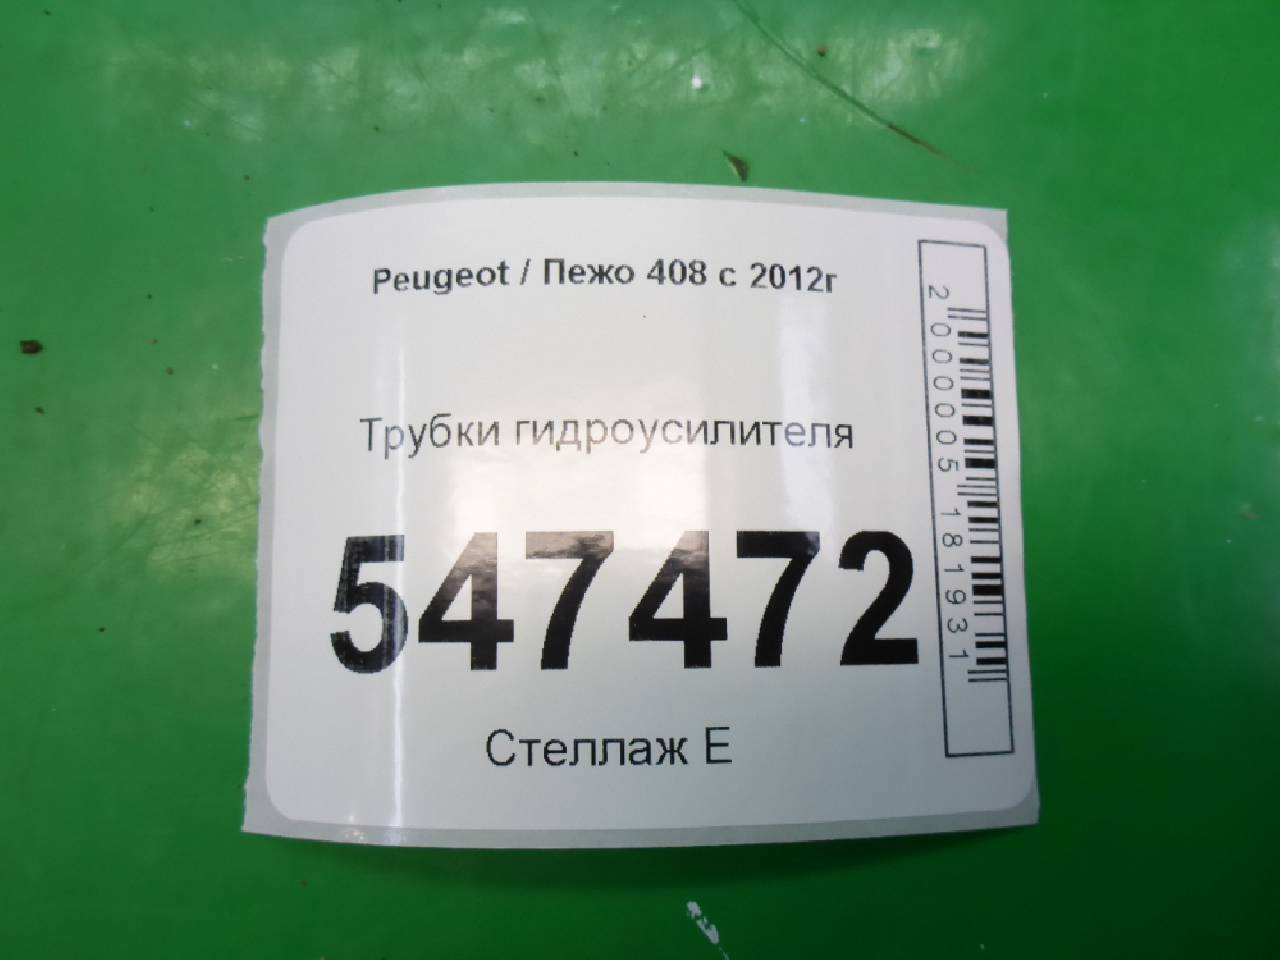 Peugeot / Пежо 408 с 2012г
Трубки гидроусилителя
547472
Стеллаж Е
2000005181931